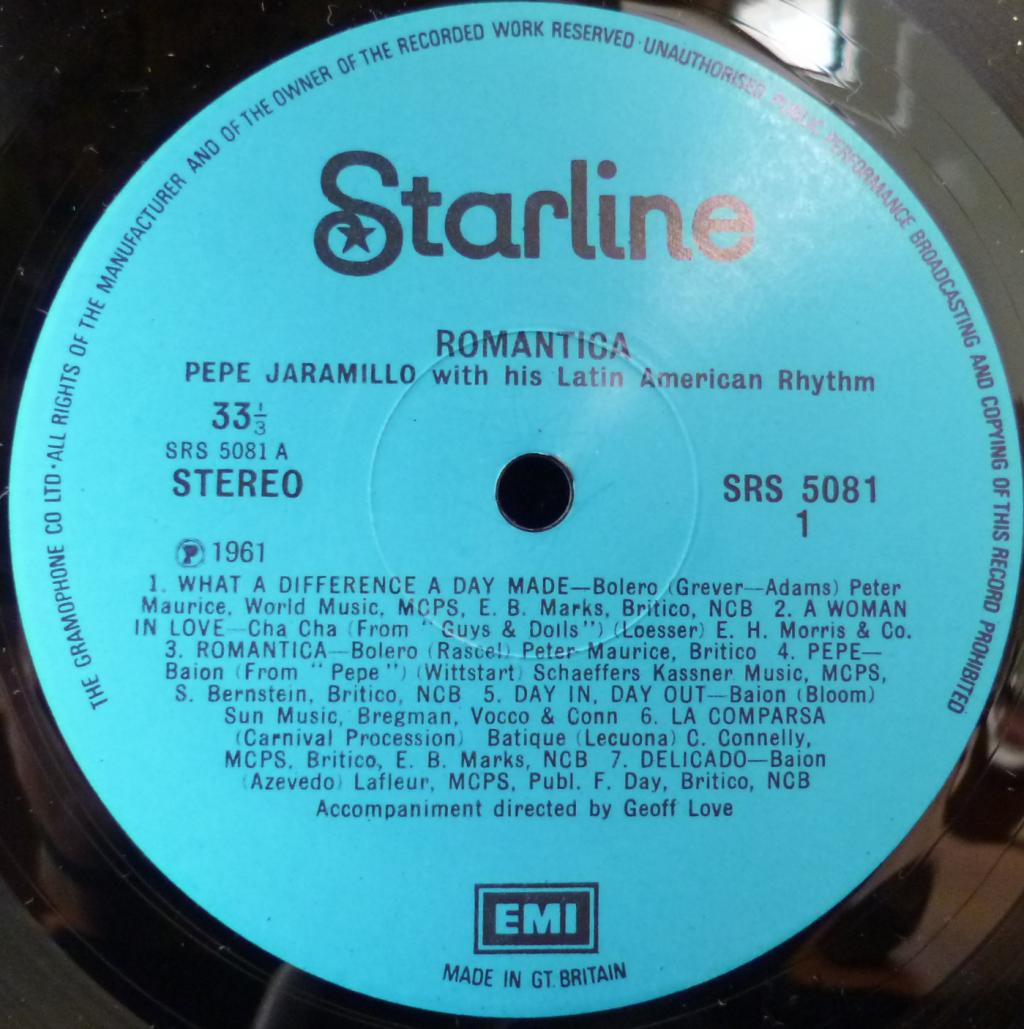 THE GRAMOPHONE CO LTD·ALL RIGHTS OF THE MANUFACTURER AND OF THE OWNER OF THE RECORDED WORK RESERVED·UNAUTHORISED PUBLIC PERFORMANCE BROADCASTING AND COPYING OF THIS RECORD PROHIBITED
Starline
ROMANTICA
PEPE JARAMILLO with his Latin American Rhythm
33⅓
SRS 5081 A
STEREO
SRS 5081
1
Ⓟ 1961
1. WHAT A DIFFERENCE A DAY MADE—Bolero (Grever—Adams) Peter
Maurice, World Music, MCPS, E. B. Marks, Britico, NCB 2. A WOMAN
IN LOVE—Cha Cha (From "Guys & Dolls") (Loesser) E. H. Morris & Co.
3. ROMANTICA—Bolero (Rascel) Peter Maurice, Britico 4. PEPE—
Baion (From "Pepe") (Wittstart) Schaeffers Kassner Music, MCPS,
S. Bernstein, Britico, NCB 5. DAY IN, DAY OUT—Baion (Bloom)
Sun Music, Bregman, Vocco & Conn 6. LA COMPARSA
(Carnival Procession) Batique (Lecuona) C. Connelly,
MCPS, Britico, E. B. Marks, NCB 7. DELICADO—Baion
(Azevedo) Lafleur, MCPS, Publ. F. Day, Britico, NCB
Accompaniment directed by Geoff Love
EMI
MADE IN GT. BRITAIN